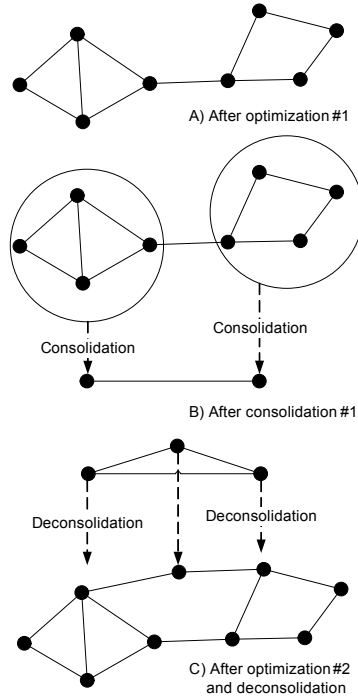 A) After optimization #1
Consolidation
Consolidation
B) After consolidation #1
Deconsolidation
Deconsolidation
C) After optimization #2
and deconsolidation